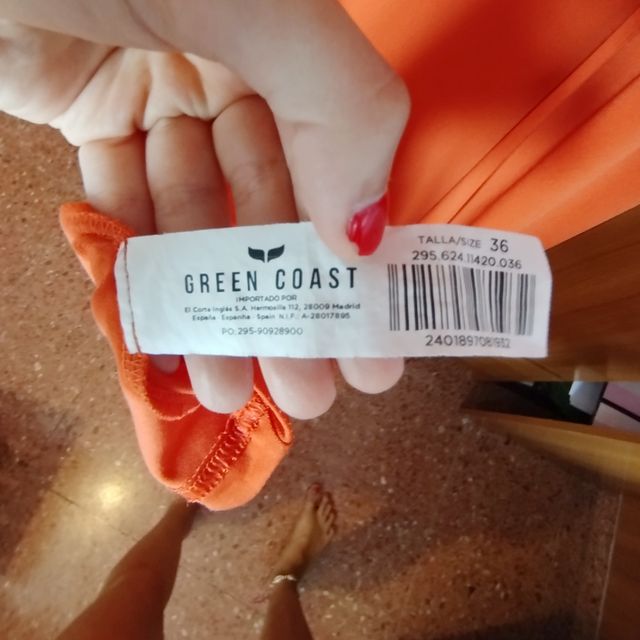 GREEN COAST
IMPORTADO POR
El Corte Inglés S.A. Hermosilla 112, 28009 Madrid
España · Espanha · Spain N.I.F.: A-28017895
PO: 295-90928900
TALLA/SIZE 36
295.624.11420.036
2401897081932